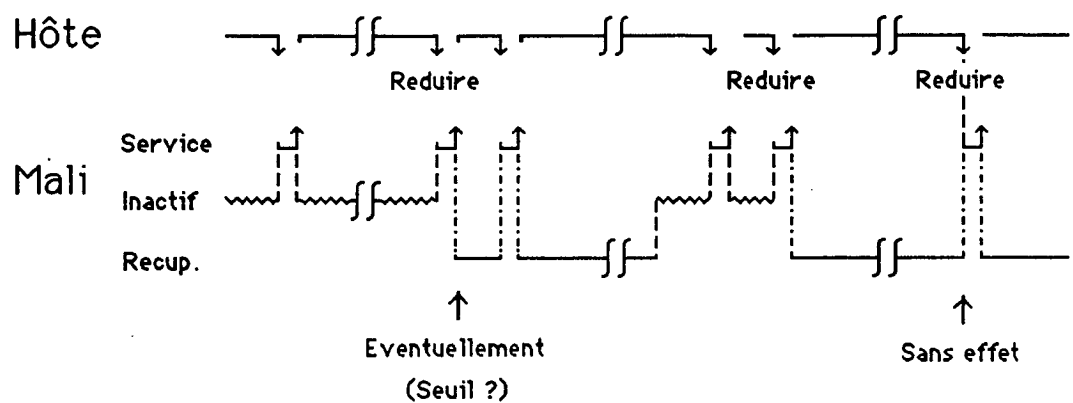 Hôte
Reduire Reduire Reduire
Service
Mali
Inactif
Recup.
Eventuellement
(Seuil ?)
Sans effet